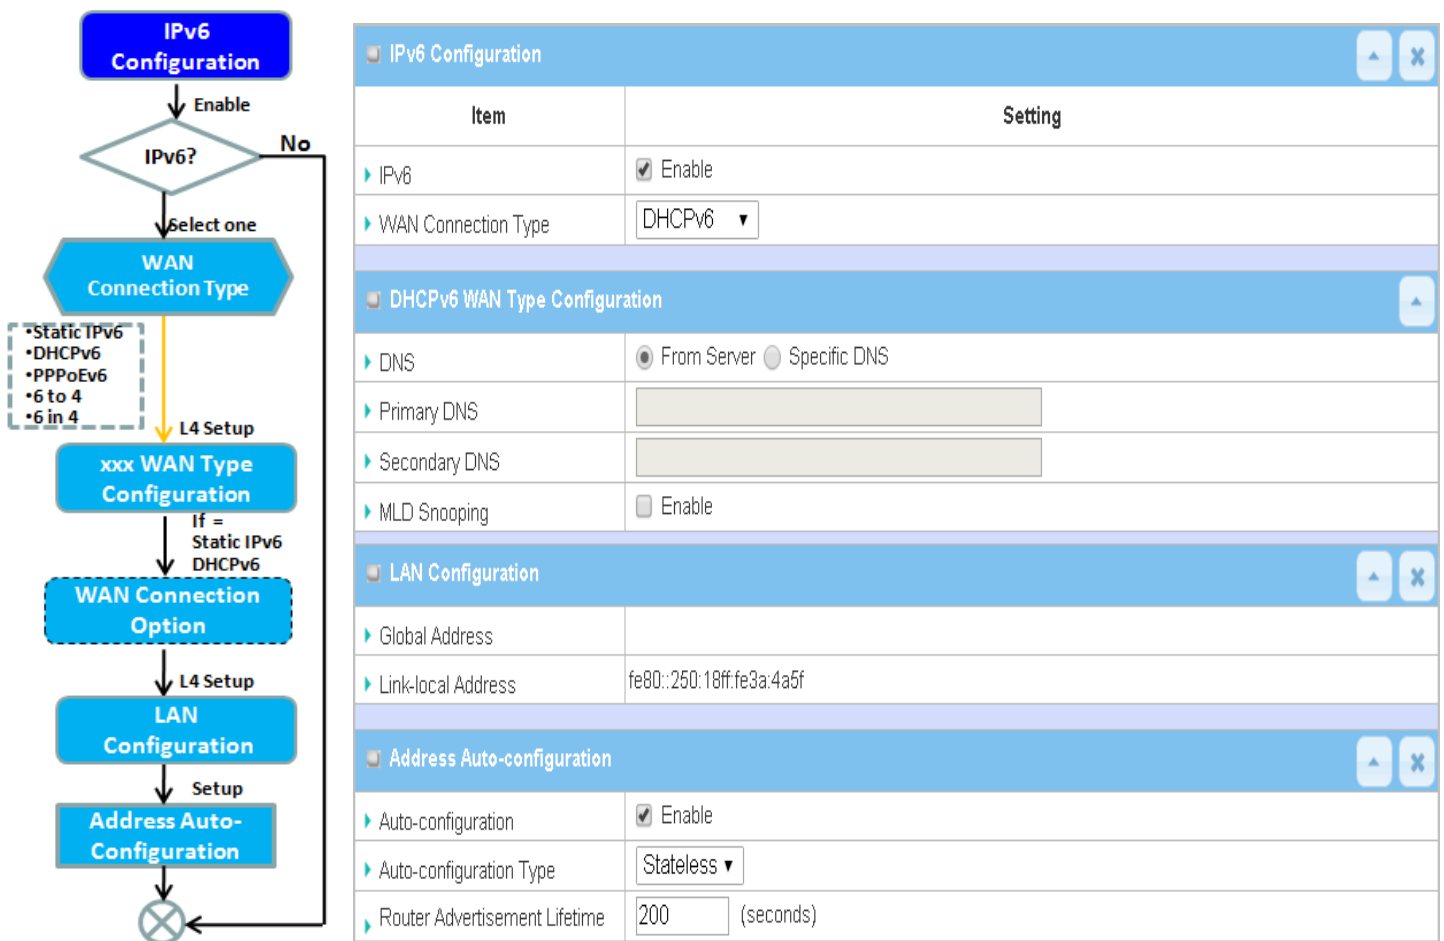 IPv6
Configuration
Enable
IPv6?
No
Select one
WAN
Connection Type
•Static IPv6
•DHCPv6
•PPPoEv6
•6 to 4
•6 in 4
L4 Setup
xxx WAN Type
Configuration
If =
Static IPv6
DHCPv6
WAN Connection
Option
L4 Setup
LAN
Configuration
Setup
Address Auto-
Configuration
IPv6 Configuration
Item Setting
IPv6 Enable
WAN Connection Type DHCPv6
DHCPv6 WAN Type Configuration
DNS From Server Specific DNS
Primary DNS
Secondary DNS
MLD Snooping Enable
LAN Configuration
Global Address
Link-local Address fe80::250:18ff:fe3a:4a5f
Address Auto-configuration
Auto-configuration Enable
Auto-configuration Type Stateless
Router Advertisement Lifetime 200 (seconds)